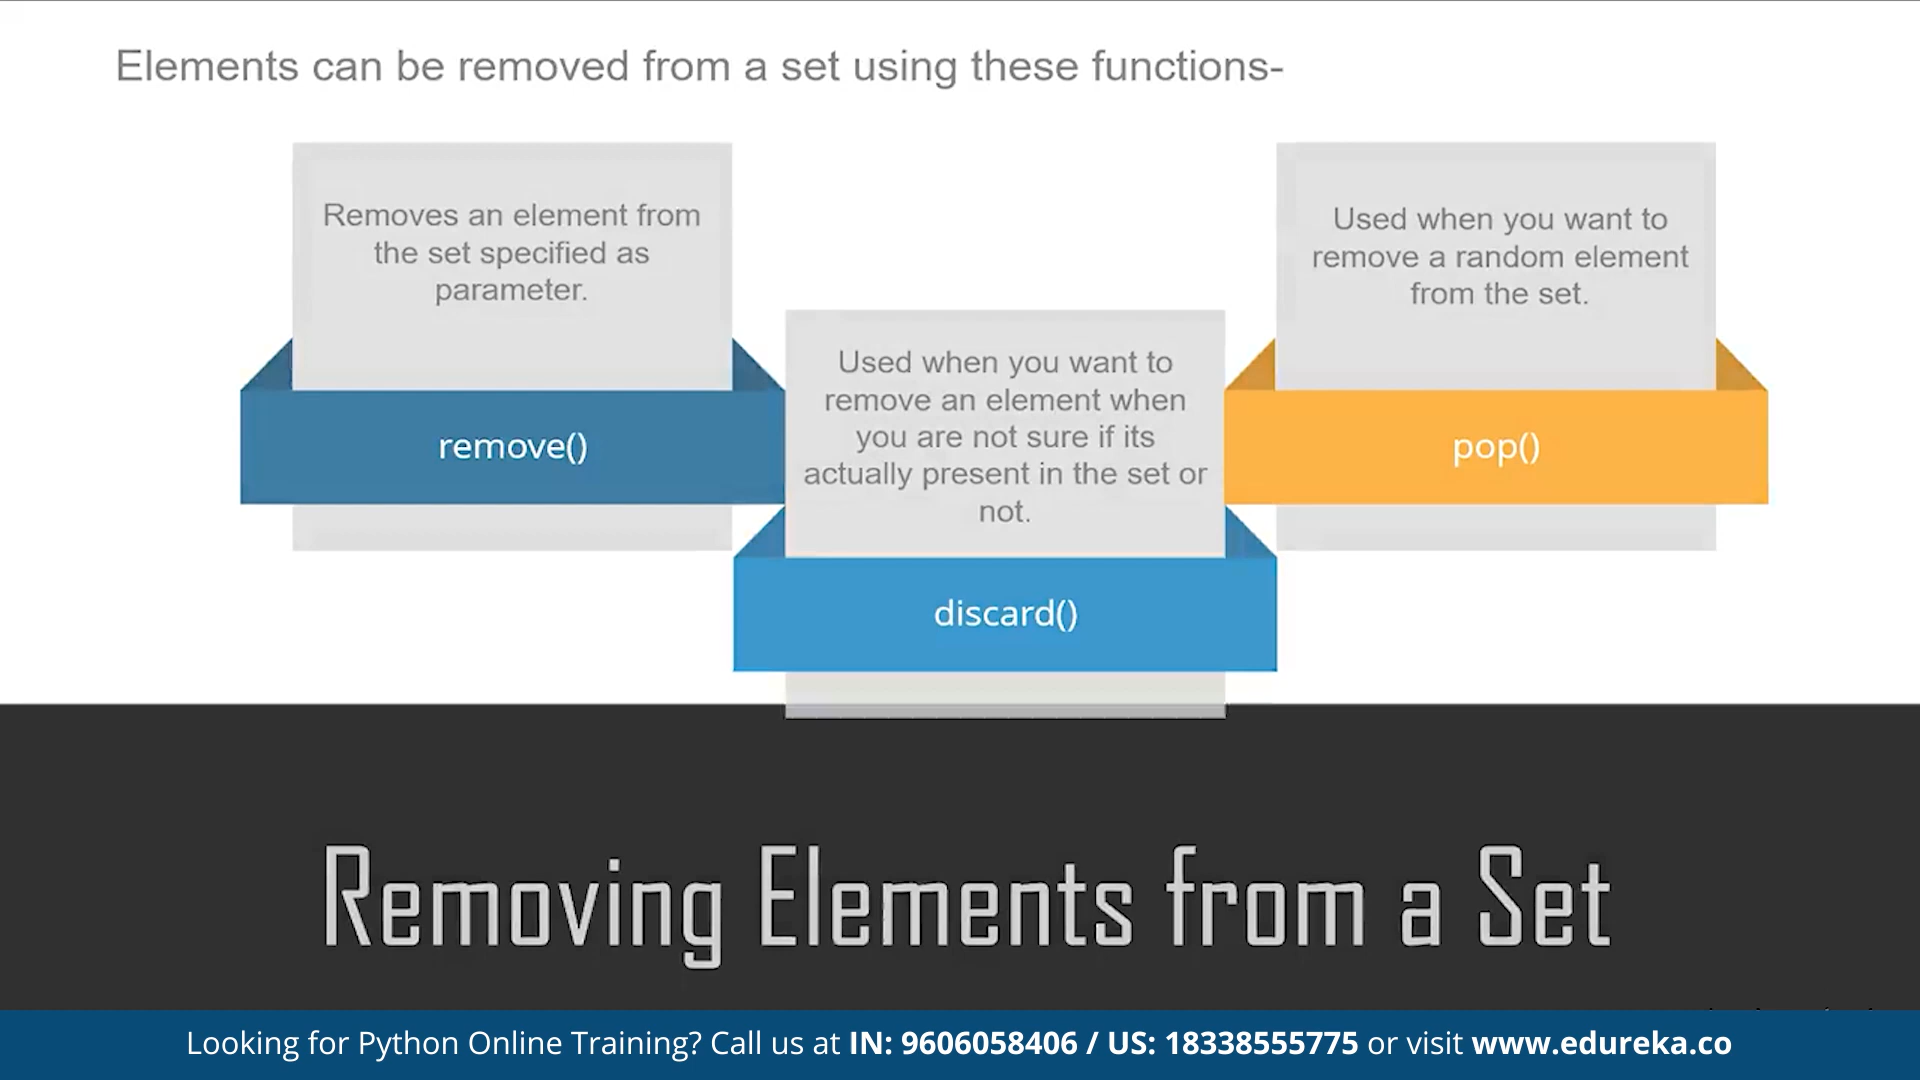 Elements can be removed from a set using these functions-
Removes an element from
the set specified as
parameter.
remove()
Used when you want to
remove an element when
you are not sure if its
actually present in the set or
not.
discard()
Used when you want to
remove a random element
from the set.
pop()
Removing Elements from a Set
Looking for Python Online Training? Call us at IN: 9606058406 / US: 18338555775 or visit www.edureka.co